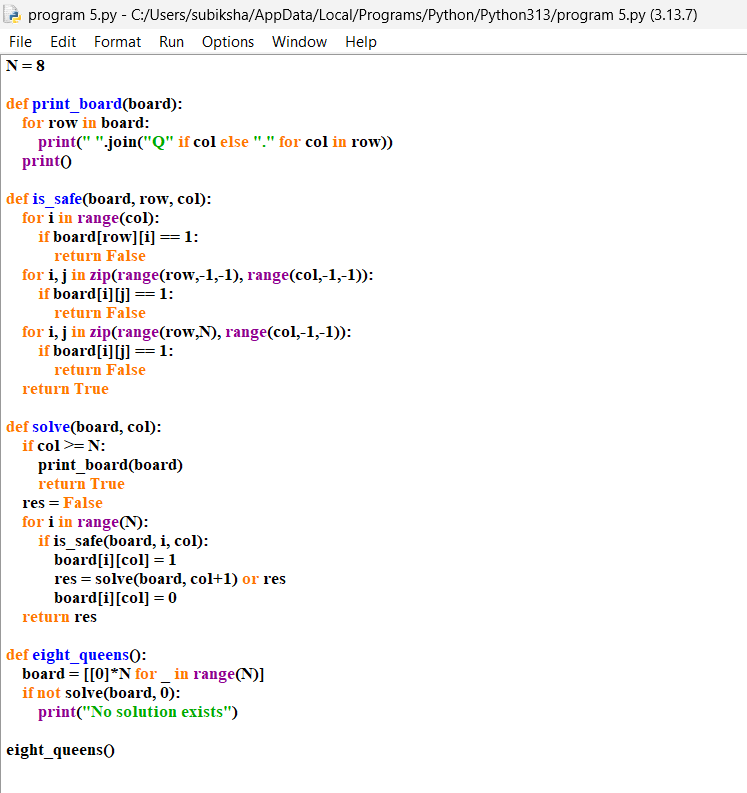 program 5.py - C:/Users/subiksha/AppData/Local/Programs/Python/Python313/program 5.py (3.13.7)
File Edit Format Run Options Window Help
N = 8

def print_board(board):
  for row in board:
    print(" ".join("Q" if col else "." for col in row))
  print()

def is_safe(board, row, col):
  for i in range(col):
    if board[row][i] == 1:
      return False
  for i, j in zip(range(row,-1,-1), range(col,-1,-1)):
    if board[i][j] == 1:
      return False
  for i, j in zip(range(row,N), range(col,-1,-1)):
    if board[i][j] == 1:
      return False
  return True

def solve(board, col):
  if col >= N:
    print_board(board)
    return True
  res = False
  for i in range(N):
    if is_safe(board, i, col):
      board[i][col] = 1
      res = solve(board, col+1) or res
      board[i][col] = 0
  return res

def eight_queens():
  board = [[0]*N for _ in range(N)]
  if not solve(board, 0):
    print("No solution exists")

eight_queens()